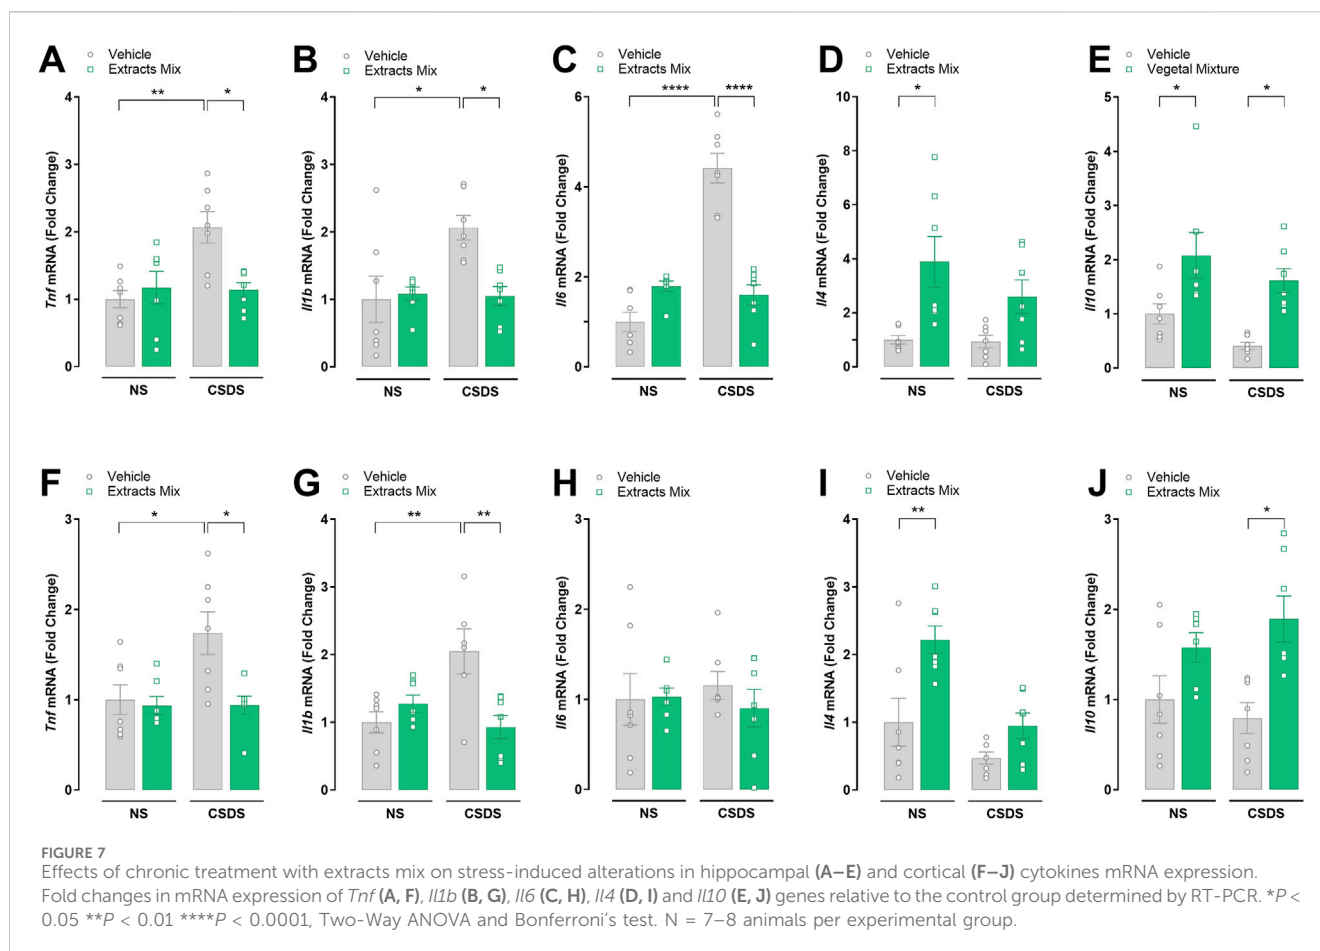 A
Vehicle
Extracts Mix
** *
Tnf mRNA (Fold Change)
4
3
2
1
0
NS CSDS
B
Vehicle
Extracts Mix
* *
Il1b mRNA (Fold Change)
4
3
2
1
0
NS CSDS
C
Vehicle
Extracts Mix
**** ****
Il6 mRNA (Fold Change)
6
4
2
0
NS CSDS
D
Vehicle
Extracts Mix
*
Il4 mRNA (Fold Change)
10
8
6
4
2
0
NS CSDS
E
Vehicle
Vegetal Mixture
* *
Il10 mRNA (Fold Change)
5
4
3
2
1
0
NS CSDS
F
Vehicle
Extracts Mix
* *
Tnf mRNA (Fold Change)
3
2
1
0
NS CSDS
G
Vehicle
Extracts Mix
** **
Il1b mRNA (Fold Change)
4
3
2
1
0
NS CSDS
H
Vehicle
Extracts Mix
Il6 mRNA (Fold Change)
3
2
1
0
NS CSDS
I
Vehicle
Extracts Mix
**
Il4 mRNA (Fold Change)
4
3
2
1
0
NS CSDS
J
Vehicle
Extracts Mix
*
Il10 mRNA (Fold Change)
3
2
1
0
NS CSDS
FIGURE 7
Effects of chronic treatment with extracts mix on stress-induced alterations in hippocampal (A–E) and cortical (F–J) cytokines mRNA expression.
Fold changes in mRNA expression of Tnf (A, F), Il1b (B, G), Il6 (C, H), Il4 (D, I) and Il10 (E, J) genes relative to the control group determined by RT-PCR. *P <
0.05 **P < 0.01 ****P < 0.0001, Two-Way ANOVA and Bonferroni's test. N = 7–8 animals per experimental group.